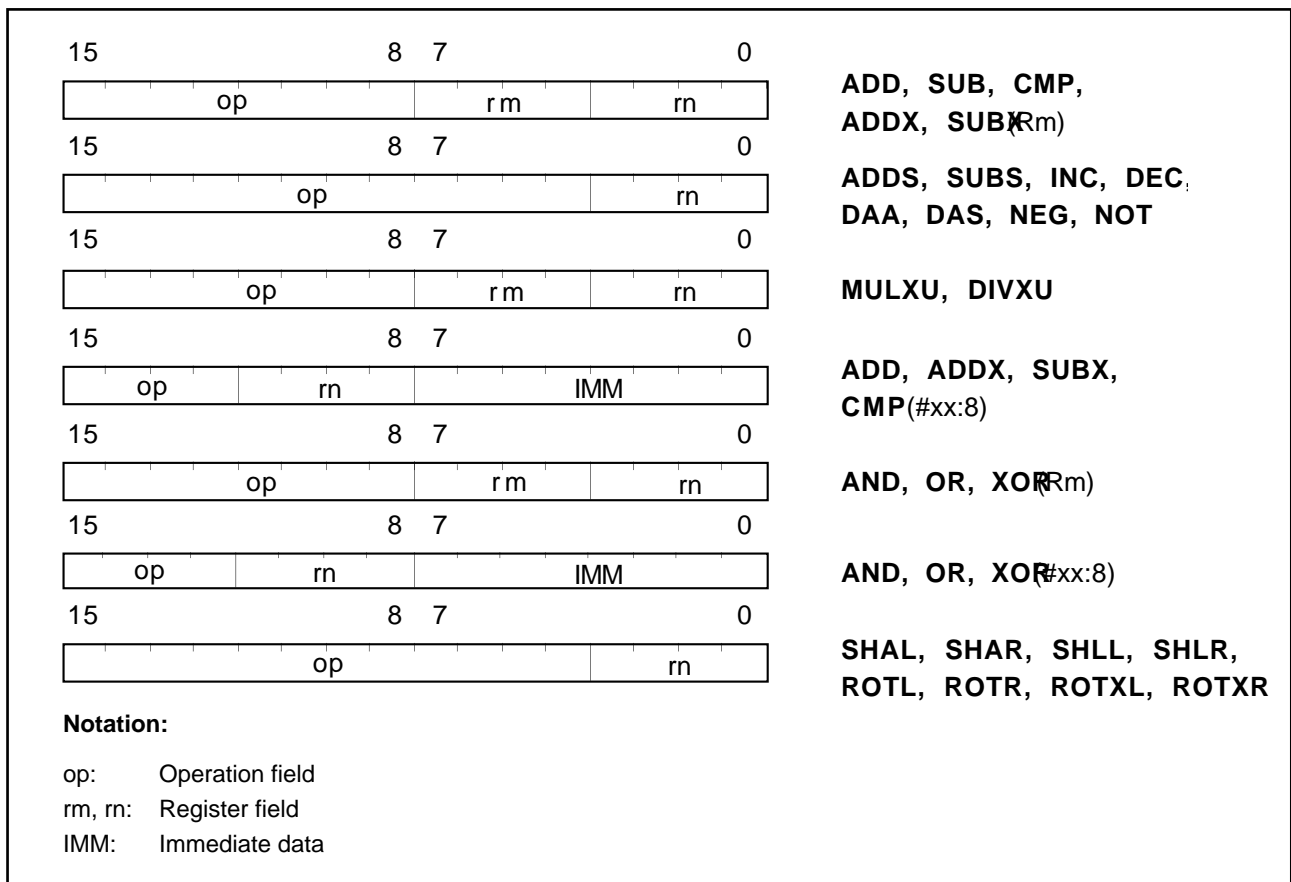 15 8 7 0
op rm rn
ADD, SUB, CMP,
ADDX, SUBX (Rm)
15 8 7 0
op rn
ADDS, SUBS, INC, DEC,
DAA, DAS, NEG, NOT
15 8 7 0
op rm rn
MULXU, DIVXU
15 8 7 0
op rn IMM
ADD, ADDX, SUBX,
CMP (#xx:8)
15 8 7 0
op rm rn
AND, OR, XOR (Rm)
15 8 7 0
op rn IMM
AND, OR, XOR (#xx:8)
15 8 7 0
op rn
SHAL, SHAR, SHLL, SHLR,
ROTL, ROTR, ROTXL, ROTXR
Notation:
op: Operation field
rm, rn: Register field
IMM: Immediate data